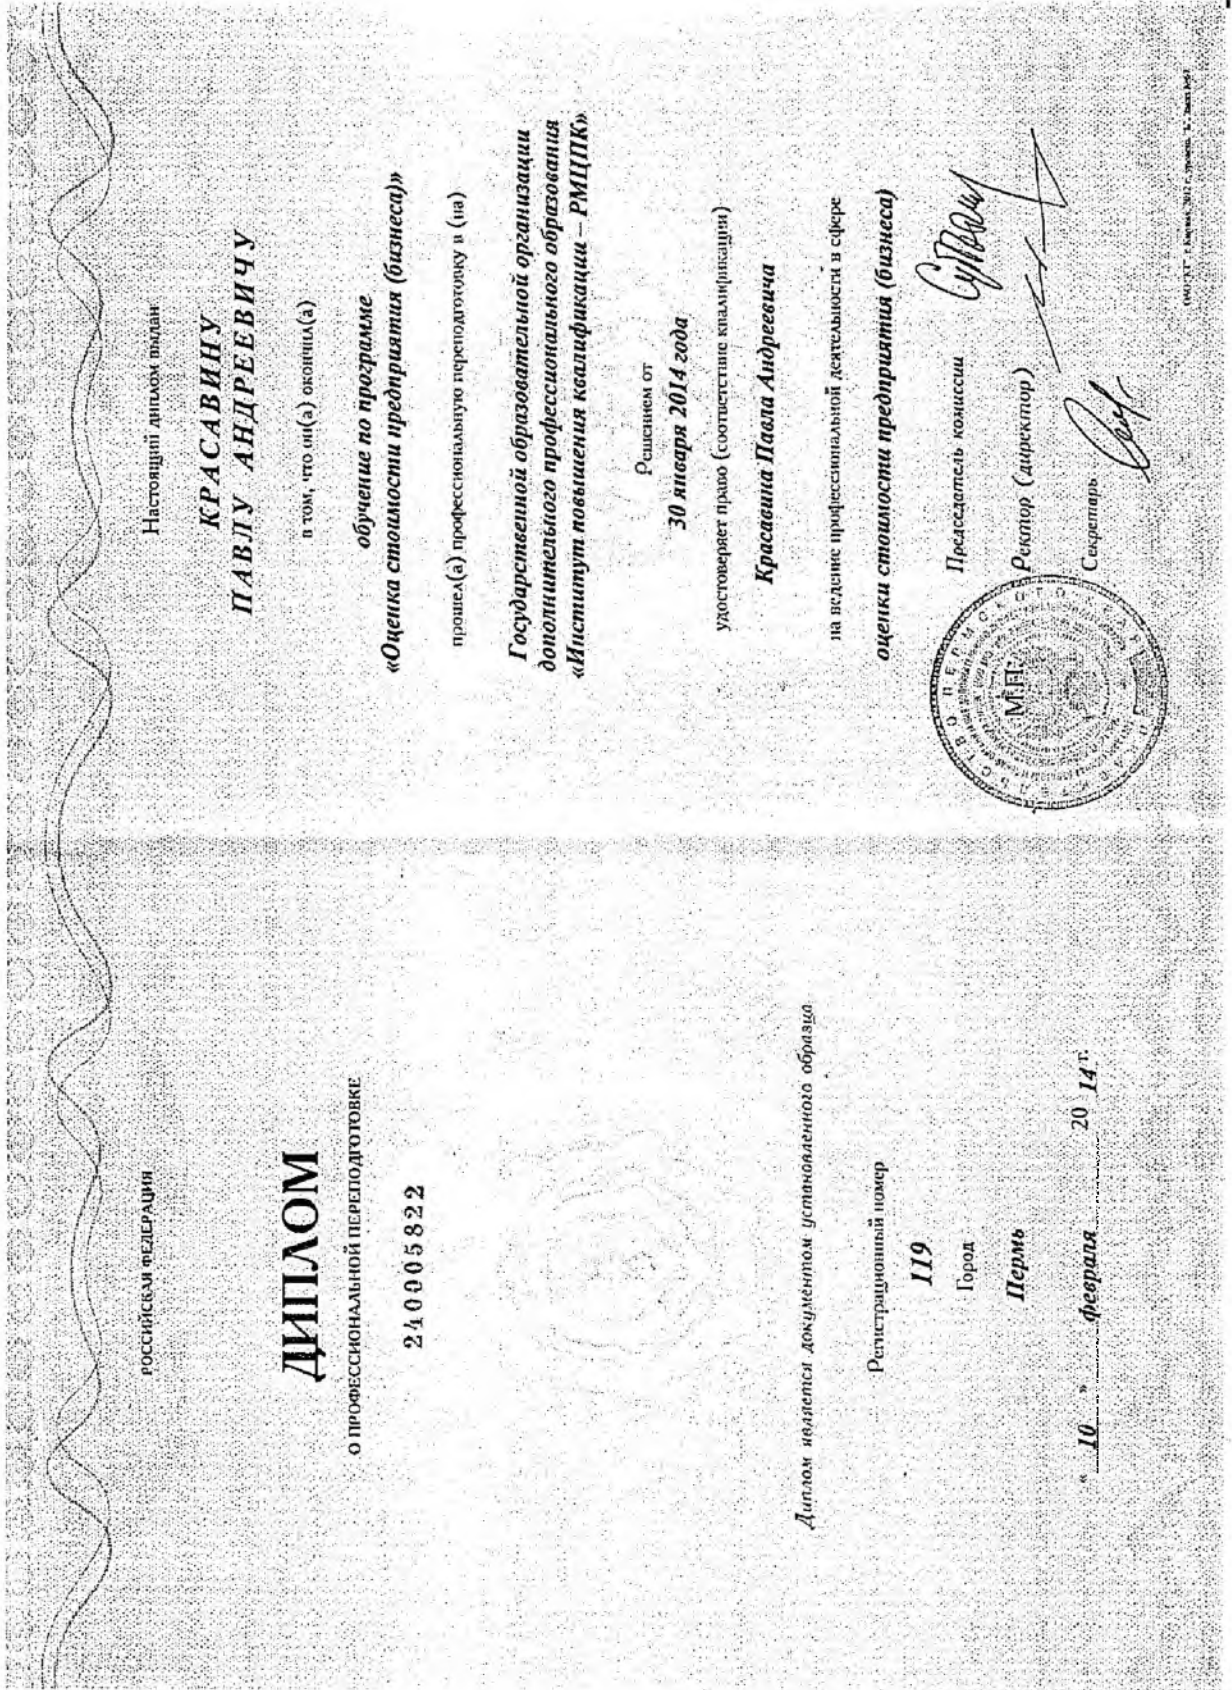 РОССИЙСКАЯ ФЕДЕРАЦИЯ
ДИПЛОМ
О ПРОФЕССИОНАЛЬНОЙ ПЕРЕПОДГОТОВКЕ
240005822
Диплом является документом установленного образца
Регистрационный номер
119
Город
Пермь
« 10 » февраля 20 14 г.
Настоящий диплом выдан
КРАСАВИНУ
ПАВЛУ АНДРЕЕВИЧУ
в том, что он(а) окончил(а)
обучение по программе
«Оценка стоимости предприятия (бизнеса)»
прошел(а) профессиональную переподготовку в (на)
Государственной образовательной организации
дополнительного профессионального образования
«Институт повышения квалификации – РМЦПК»
Решением от
30 января 2014 года
удостоверяет право (соответствие квалификации)
Красавина Павла Андреевича
на ведение профессиональной деятельности в сфере
оценки стоимости предприятия (бизнеса)
Председатель комиссии
Ректор (директор)
Секретарь
М.П.